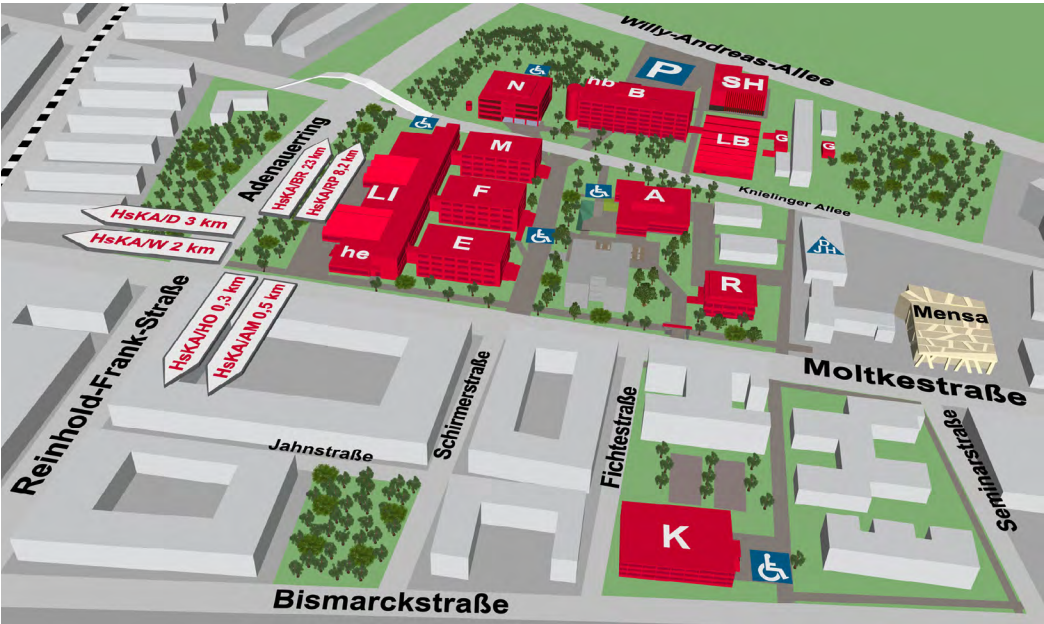 Willy-Andreas-Allee
P
SH
N
nb
B
LB
G
G
Adenauerring
HsKA/BR 23 km
HsKA/RP 8,2 km
M
LI
F
A
Knielinger Allee
HsKA/D 3 km
HsKA/W 2 km
he
E
R
DJH
Mensa
HsKA/HO 0,3 km
HsKA/AM 0,5 km
Reinhold-Frank-Straße
Moltkestraße
Schirmerstraße
Fichtestraße
Jahnstraße
Seminarstraße
K
Bismarckstraße